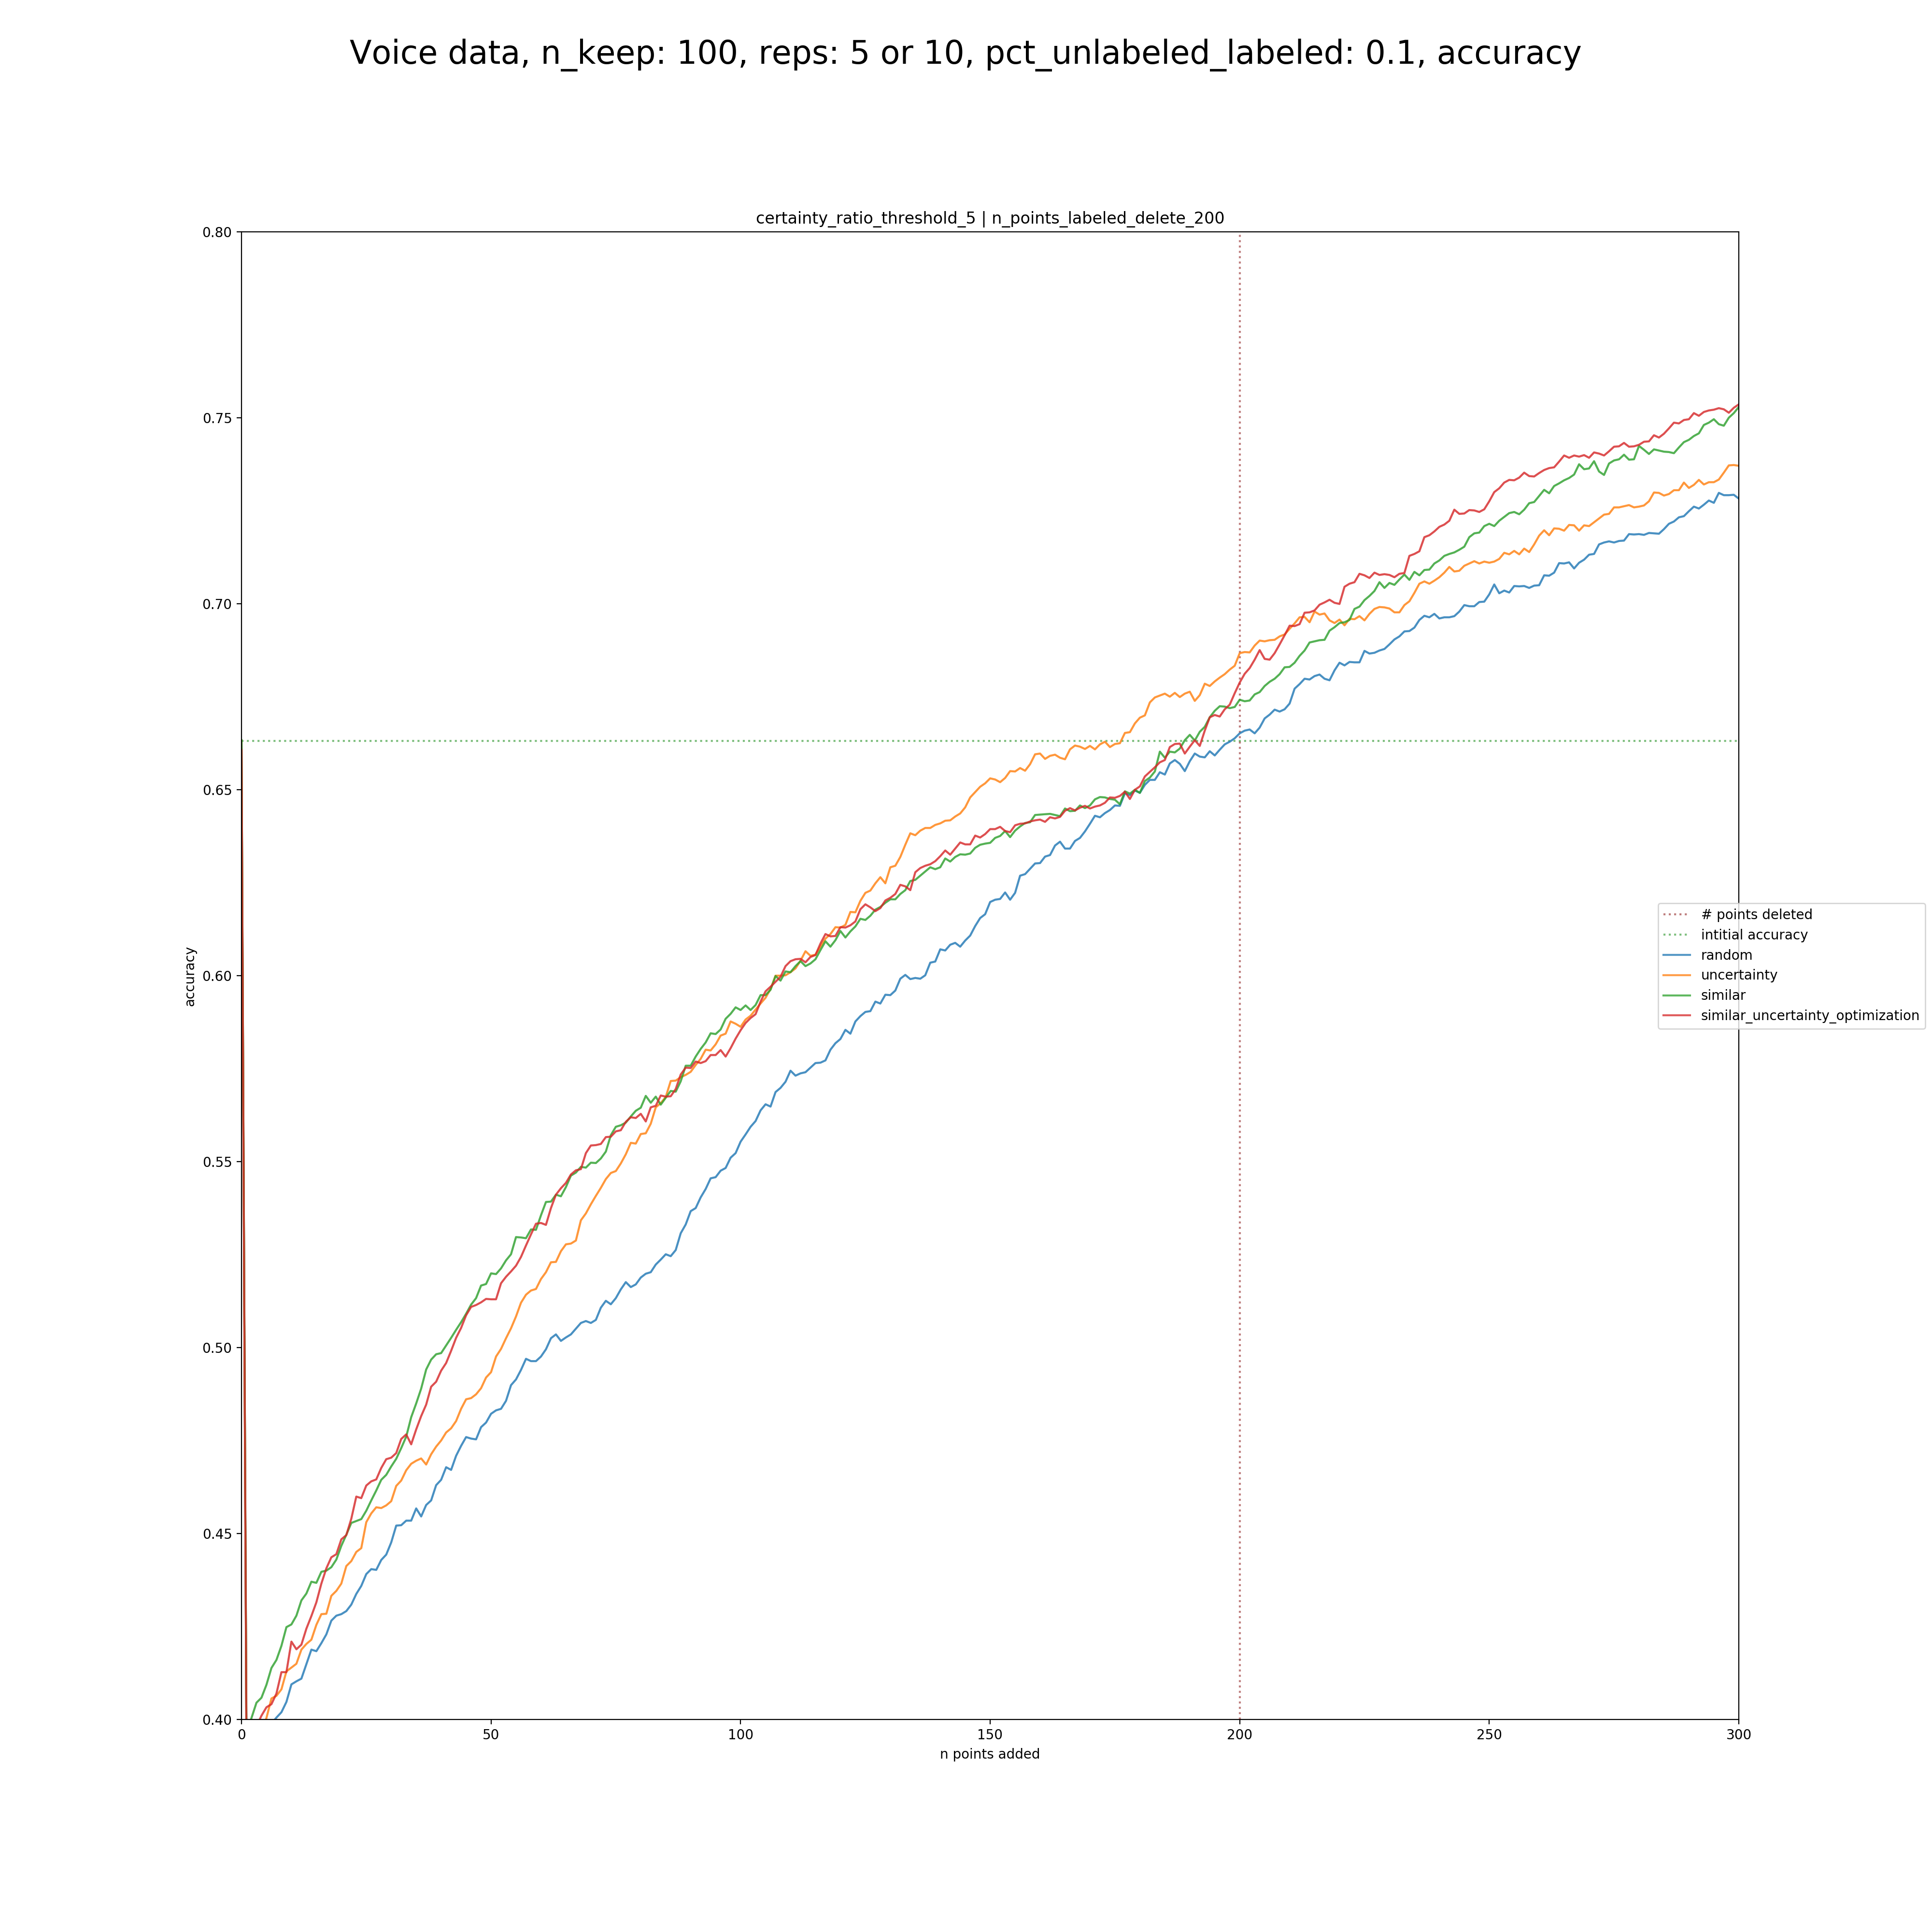 Voice data, n_keep: 100, reps: 5 or 10, pct_unlabeled_labeled: 0.1, accuracy
certainty_ratio_threshold_5 | n_points_labeled_delete_200
0.80
0.75
0.70
0.65
0.60
0.55
0.50
0.45
0.40
accuracy
# points deleted
intitial accuracy
random
uncertainty
similar
similar_uncertainty_optimization
0 50 100 150 200 250 300
n points added